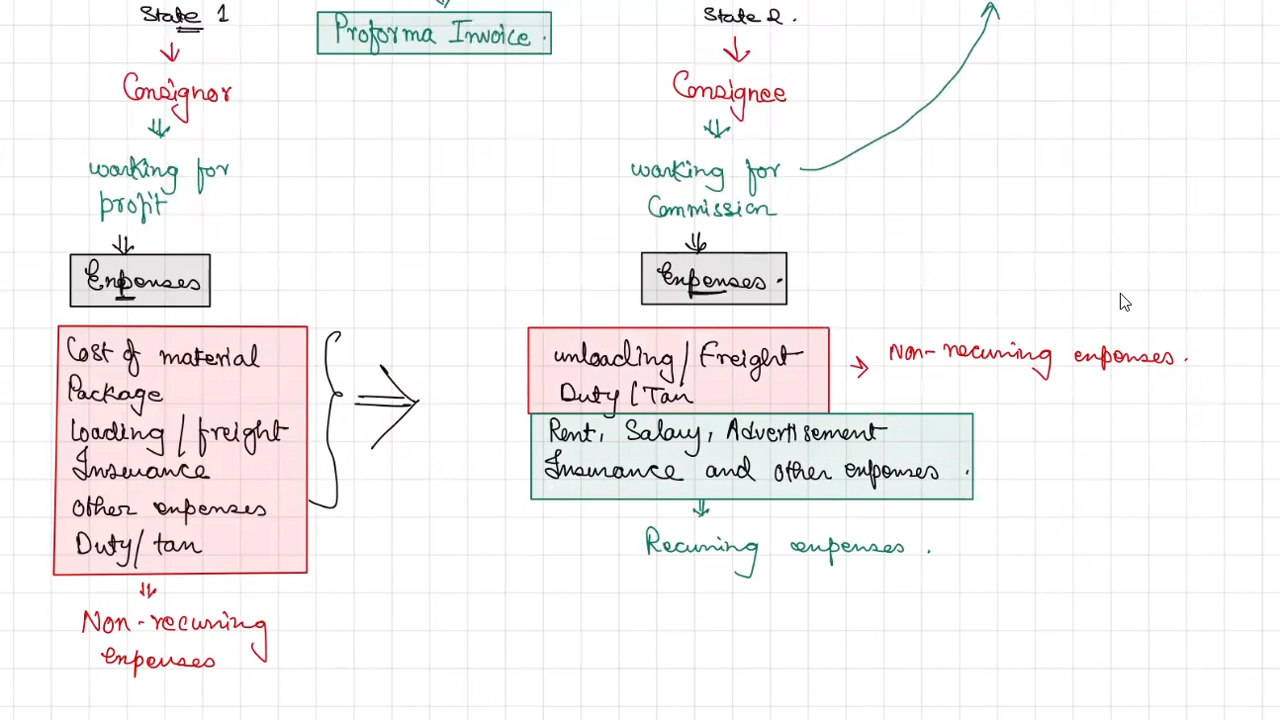 State 1
Proforma Invoice.
State 2.
Consignor
Consignee
working for
profit
working for
Commission
Expenses
Expenses.
Cost of material
Package
loading / freight
Insurance
other expenses
Duty / tax
Non-recurring
expenses
unloading / Freight
Duty / Tax
Non-recuring expenses.
Rent, Salary, Advertisement
Insurance and other expenses.
Recuring expenses.